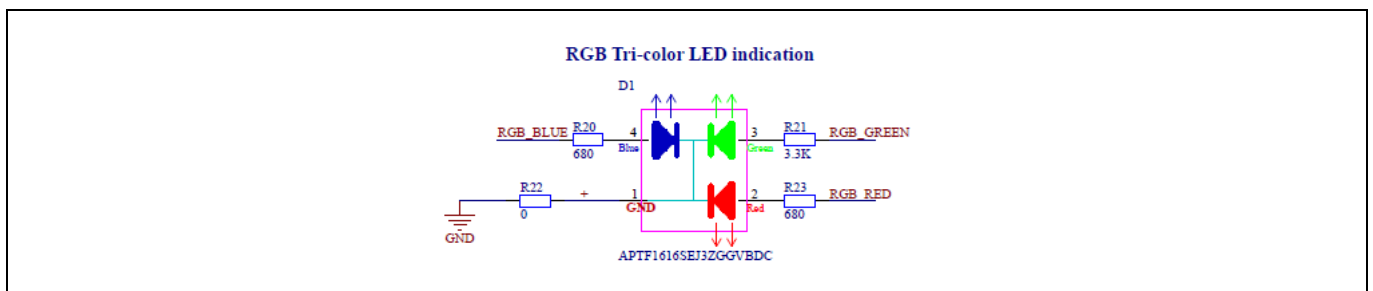 RGB Tri-color LED indication
D1
RGB_BLUE R20 4 3 R21 RGB_GREEN
680 Blue Green 3.3K
R22 + 1 2 R23 RGB_RED
0 GND Red 680
GND
APTF1616SEJ3ZGGVBDC